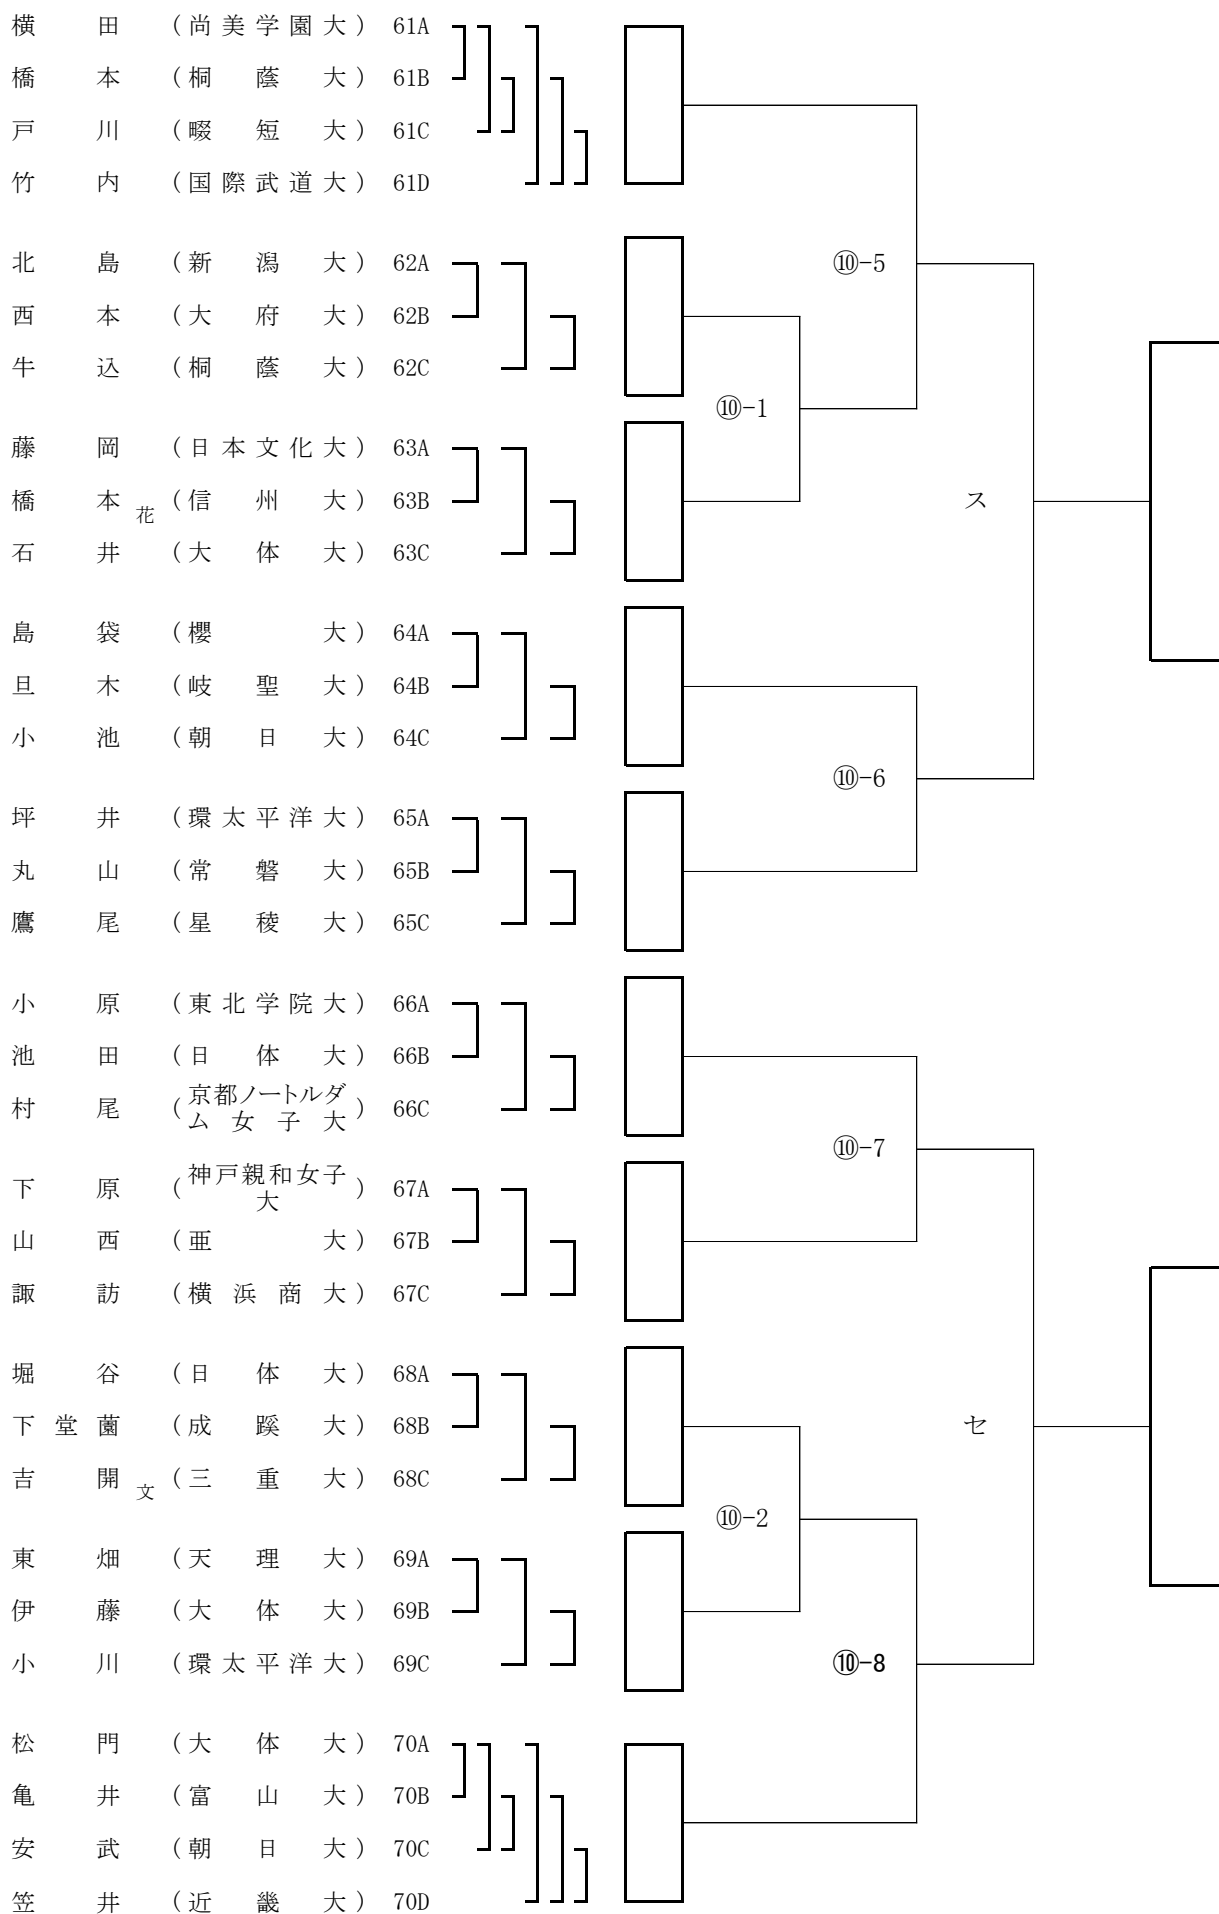 横田（尚美学園大） 61A
橋本（桐蔭大） 61B
戸川（畷短大） 61C
竹内（国際武道大） 61D
北島（新潟大） 62A
⑩-5
西本（大府大） 62B
牛込（桐蔭大） 62C
⑩-1
藤岡（日本文化大） 63A
橋本花（信州大） 63B
ス
石井（大体大） 63C
島袋（櫻大） 64A
旦木（岐聖大） 64B
小池（朝日大） 64C
⑩-6
坪井（環太平洋大） 65A
丸山（常磐大） 65B
鷹尾（星稜大） 65C
小原（東北学院大） 66A
池田（日体大） 66B
村尾（京都ノートルダム女子大） 66C
⑩-7
下原（神戸親和女子大） 67A
山西（亜大） 67B
諏訪（横浜商大） 67C
堀谷（日体大） 68A
下堂薗（成蹊大） 68B
セ
吉開文（三重大） 68C
⑩-2
東畑（天理大） 69A
伊藤（大体大） 69B
小川（環太平洋大） 69C
⑩-8
松門（大体大） 70A
亀井（富山大） 70B
安武（朝日大） 70C
笠井（近畿大） 70D